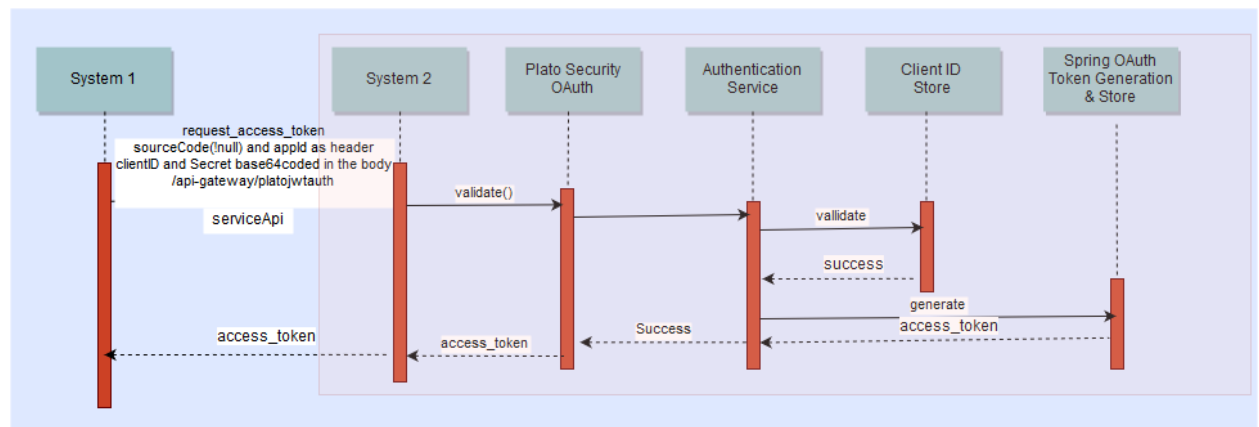 System 1
System 2
Plato Security
OAuth
Authentication
Service
Client ID
Store
Spring OAuth
Token Generation
& Store
request_access_token
sourceCode(!null) and appId as header
clientID and Secret base64coded in the body
/api-gateway/platojwtauth
serviceApi
validate()
vallidate
success
generate
access_token
Success
access_token
access_token